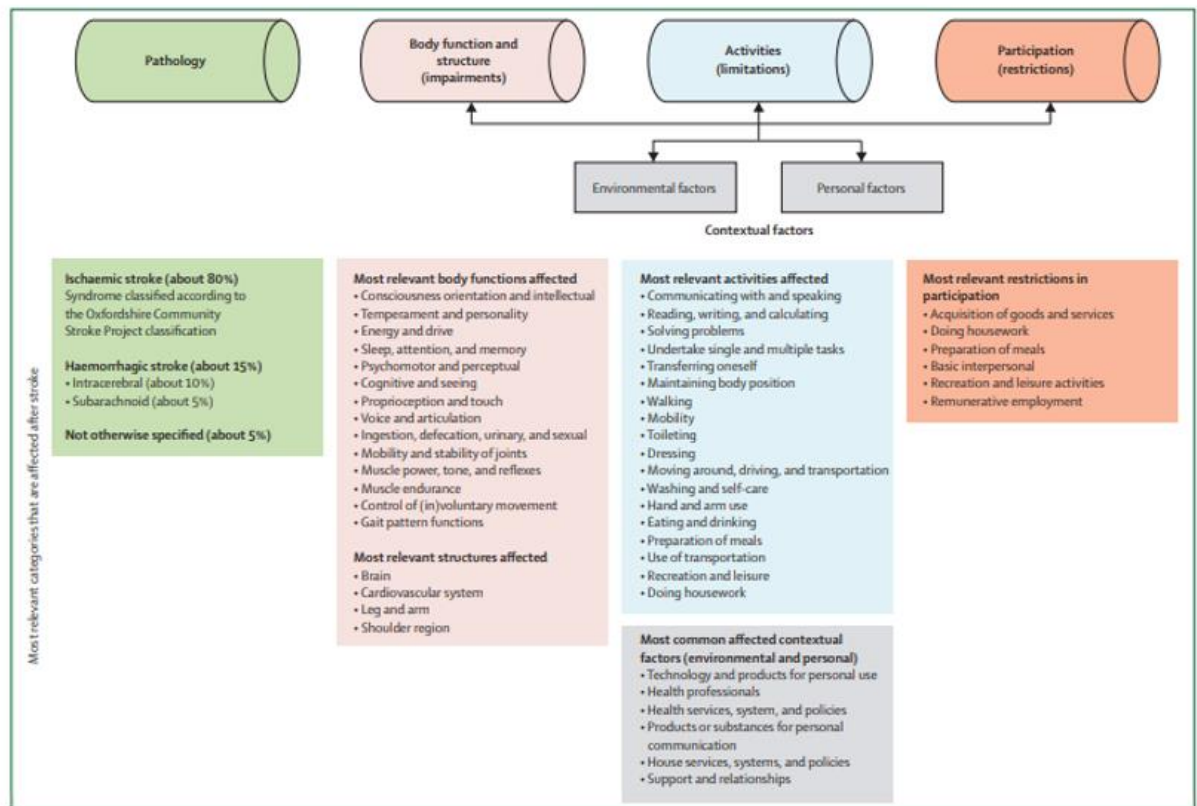 Pathology
Body function and
structure
(impairments)
Activities
(limitations)
Participation
(restrictions)
Environmental factors
Personal factors
Contextual factors
Most relevant categories that are affected after stroke
Ischaemic stroke (about 80%)
Syndrome classified according to
the Oxfordshire Community
Stroke Project classification
Haemorrhagic stroke (about 15%)
• Intracerebral (about 10%)
• Subarachnoid (about 5%)
Not otherwise specified (about 5%)
Most relevant body functions affected
• Consciousness orientation and intellectual
• Temperament and personality
• Energy and drive
• Sleep, attention, and memory
• Psychomotor and perceptual
• Cognitive and seeing
• Proprioception and touch
• Voice and articulation
• Ingestion, defecation, urinary, and sexual
• Mobility and stability of joints
• Muscle power, tone, and reflexes
• Muscle endurance
• Control of (in)voluntary movement
• Gait pattern functions
Most relevant structures affected
• Brain
• Cardiovascular system
• Leg and arm
• Shoulder region
Most relevant activities affected
• Communicating with and speaking
• Reading, writing, and calculating
• Solving problems
• Undertake single and multiple tasks
• Transferring oneself
• Maintaining body position
• Walking
• Mobility
• Toileting
• Dressing
• Moving around, driving, and transportation
• Washing and self-care
• Hand and arm use
• Eating and drinking
• Preparation of meals
• Use of transportation
• Recreation and leisure
• Doing housework
Most common affected contextual
factors (environmental and personal)
• Technology and products for personal use
• Health professionals
• Health services, system, and policies
• Products or substances for personal
communication
• House services, systems, and policies
• Support and relationships
Most relevant restrictions in
participation
• Acquisition of goods and services
• Doing housework
• Preparation of meals
• Basic interpersonal
• Recreation and leisure activities
• Remunerative employment